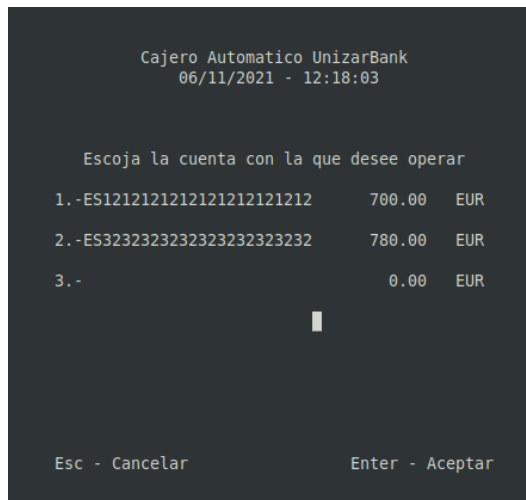 Cajero Automatico UnizarBank
06/11/2021 - 12:18:03
Escoja la cuenta con la que desee operar
1.-ES1212121212121212121212 700.00 EUR
2.-ES3232323232323232323232 780.00 EUR
3.- 0.00 EUR
Esc - Cancelar Enter - Aceptar